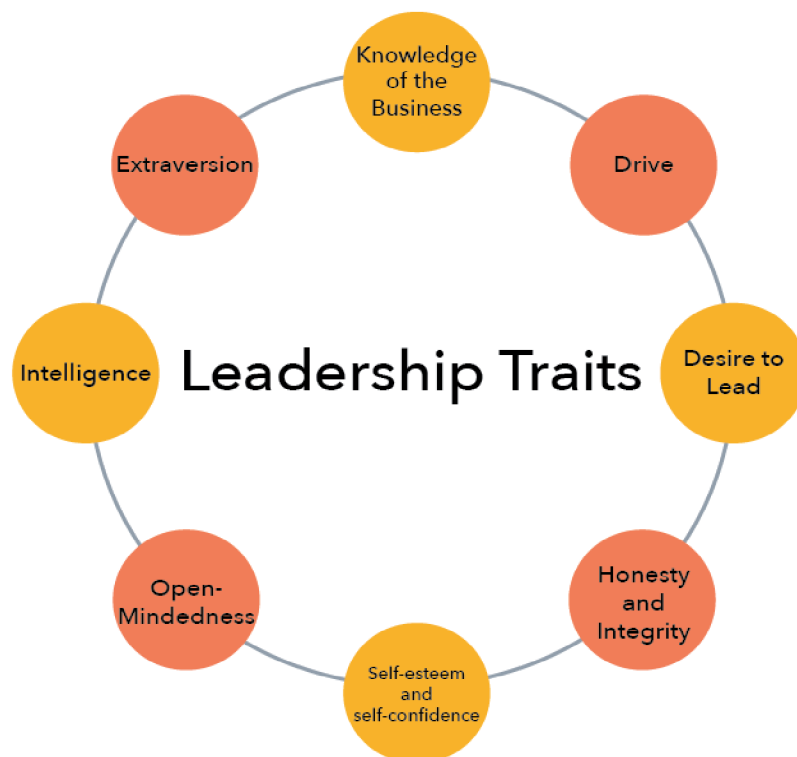 Knowledge
of the
Business
Extraversion
Drive
Intelligence
Leadership Traits
Desire to
Lead
Open-
Mindedness
Honesty
and
Integrity
Self-esteem
and
self-confidence